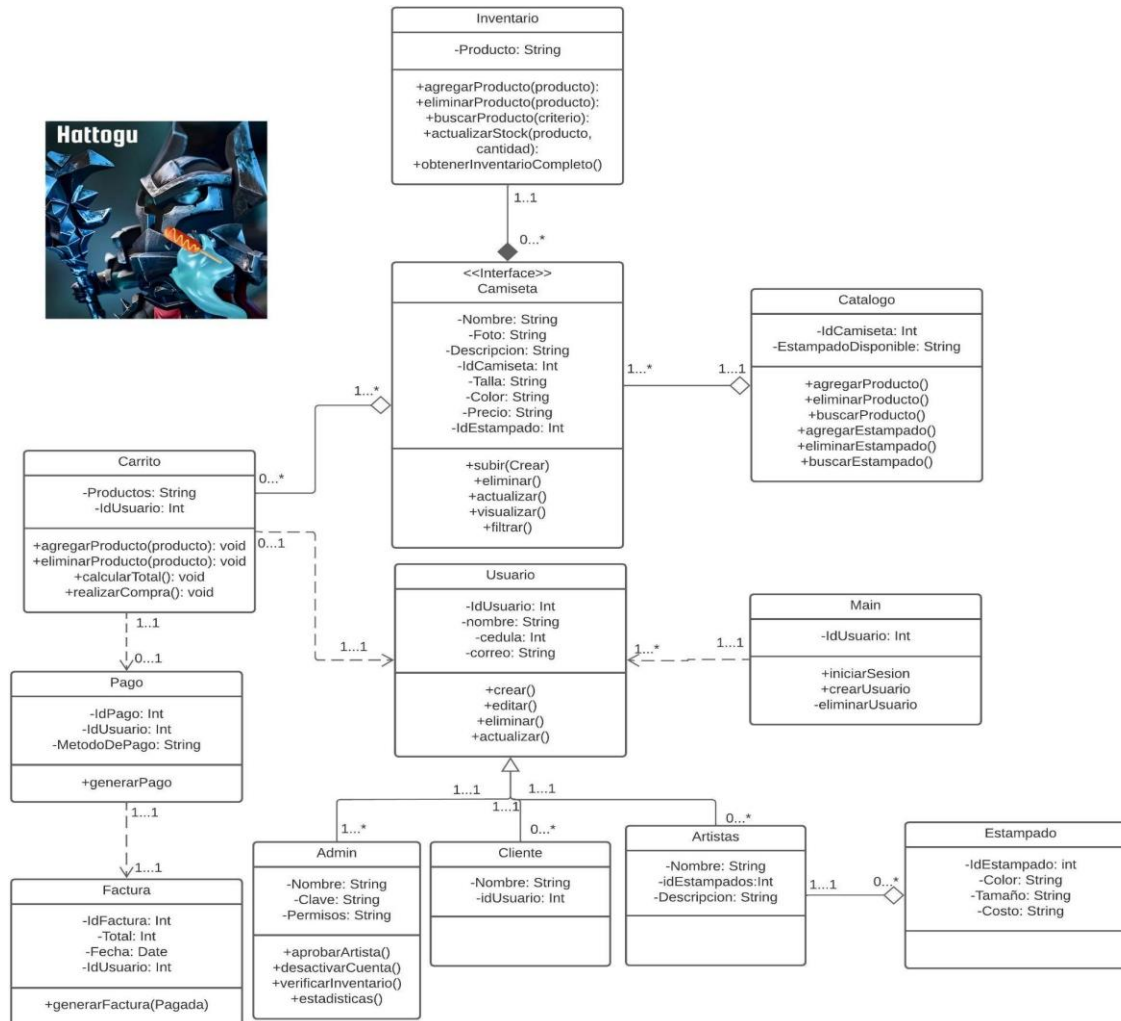 Hattogu
Inventario
-Producto: String
+agregarProducto(producto):
+eliminarProducto(producto):
+buscarProducto(criterio):
+actualizarStock(producto,
cantidad):
+obtenerInventarioCompleto()
1...1
0...*
<<Interface>>
Camiseta
-Nombre: String
-Foto: String
-Descripcion: String
-IdCamiseta: Int
-Talla: String
-Color: String
-Precio: String
-IdEstampado: Int
+subir(Crear)
+eliminar()
+actualizar()
+visualizar()
+filtrar()
1...*
1...1
Catalogo
-IdCamiseta: Int
-EstampadoDisponible: String
+agregarProducto()
+eliminarProducto()
+buscarProducto()
+agregarEstampado()
+eliminarEstampado()
+buscarEstampado()
1...*
0...*
Carrito
-Productos: String
-IdUsuario: Int
+agregarProducto(producto): void
+eliminarProducto(producto): void
+calcularTotal(): void
+realizarCompra(): void
0...1
1...1
Usuario
-IdUsuario: Int
-nombre: String
-cedula: Int
-correo: String
+crear()
+editar()
+eliminar()
+actualizar()
1...*
1...1
Main
-IdUsuario: Int
+iniciarSesion
+crearUsuario
-eliminarUsuario
1...1
0...1
Pago
-IdPago: Int
-IdUsuario: Int
-MetodoDePago: String
+generarPago
1...1
1...1
Factura
-IdFactura: Int
-Total: Int
-Fecha: Date
-IdUsuario: Int
+generarFactura(Pagada)
1...1
1...1
1...1
1...*
0...*
0...*
Admin
-Nombre: String
-Clave: String
-Permisos: String
+aprobarArtista()
+desactivarCuenta()
+verificarInventario()
+estadisticas()
Cliente
-Nombre: String
-idUsuario: Int
Artistas
-Nombre: String
-idEstampados:Int
-Descripcion: String
1...1
0...*
Estampado
-IdEstampado: int
-Color: String
-Tamaño: String
-Costo: String